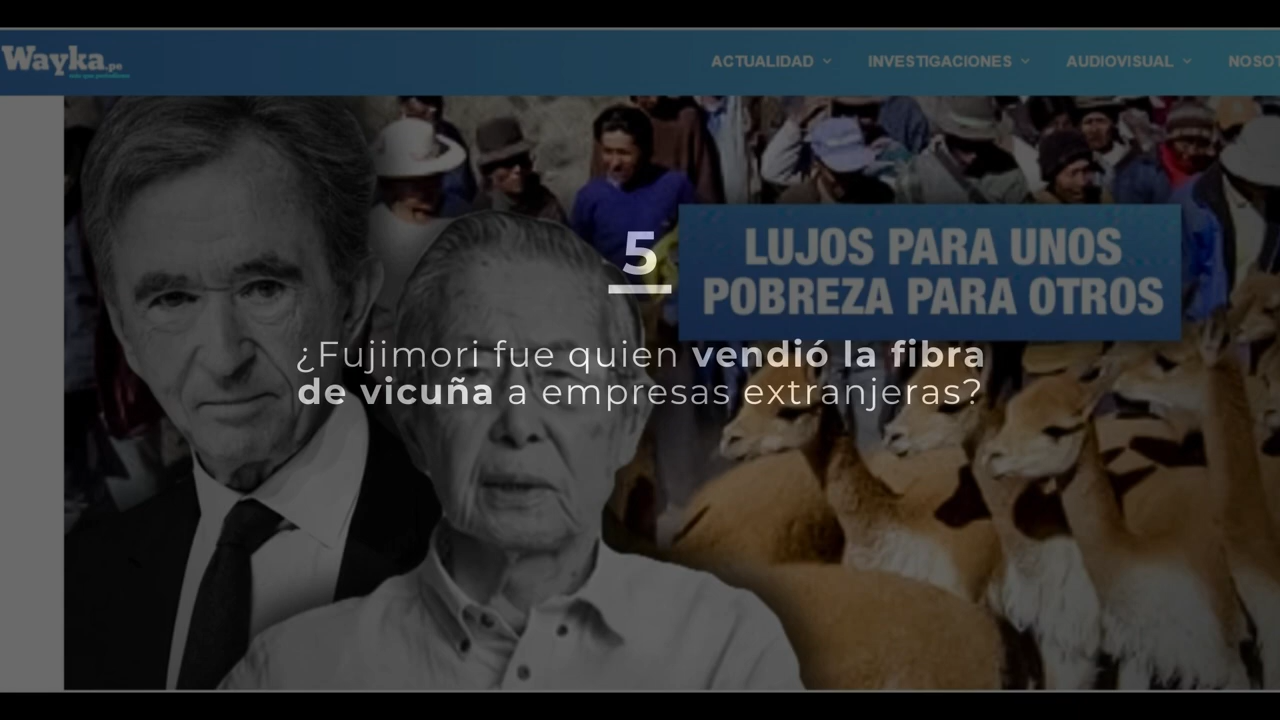 Wayka.pe
ACTUALIDAD INVESTIGACIONES AUDIOVISUAL NOSOT
LUJOS PARA UNOS
POBREZA PARA OTROS
5
¿Fujimori fue quien vendió la fibra
de vicuña a empresas extranjeras?